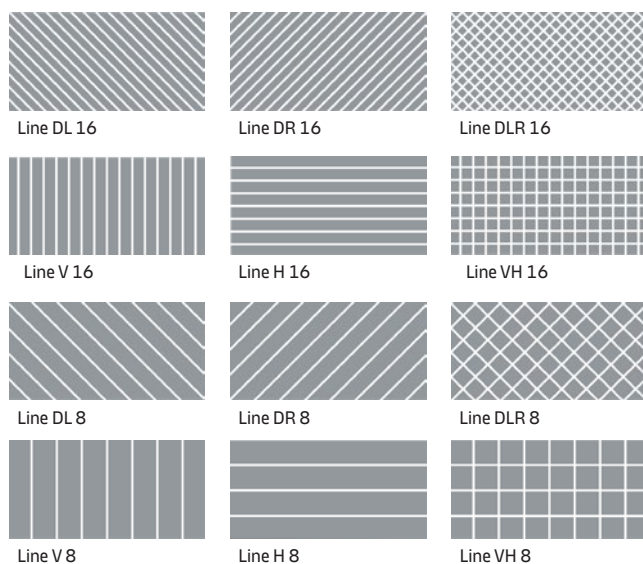 Line DL 16
Line DR 16
Line DLR 16
Line V 16
Line H 16
Line VH 16
Line DL 8
Line DR 8
Line DLR 8
Line V 8
Line H 8
Line VH 8